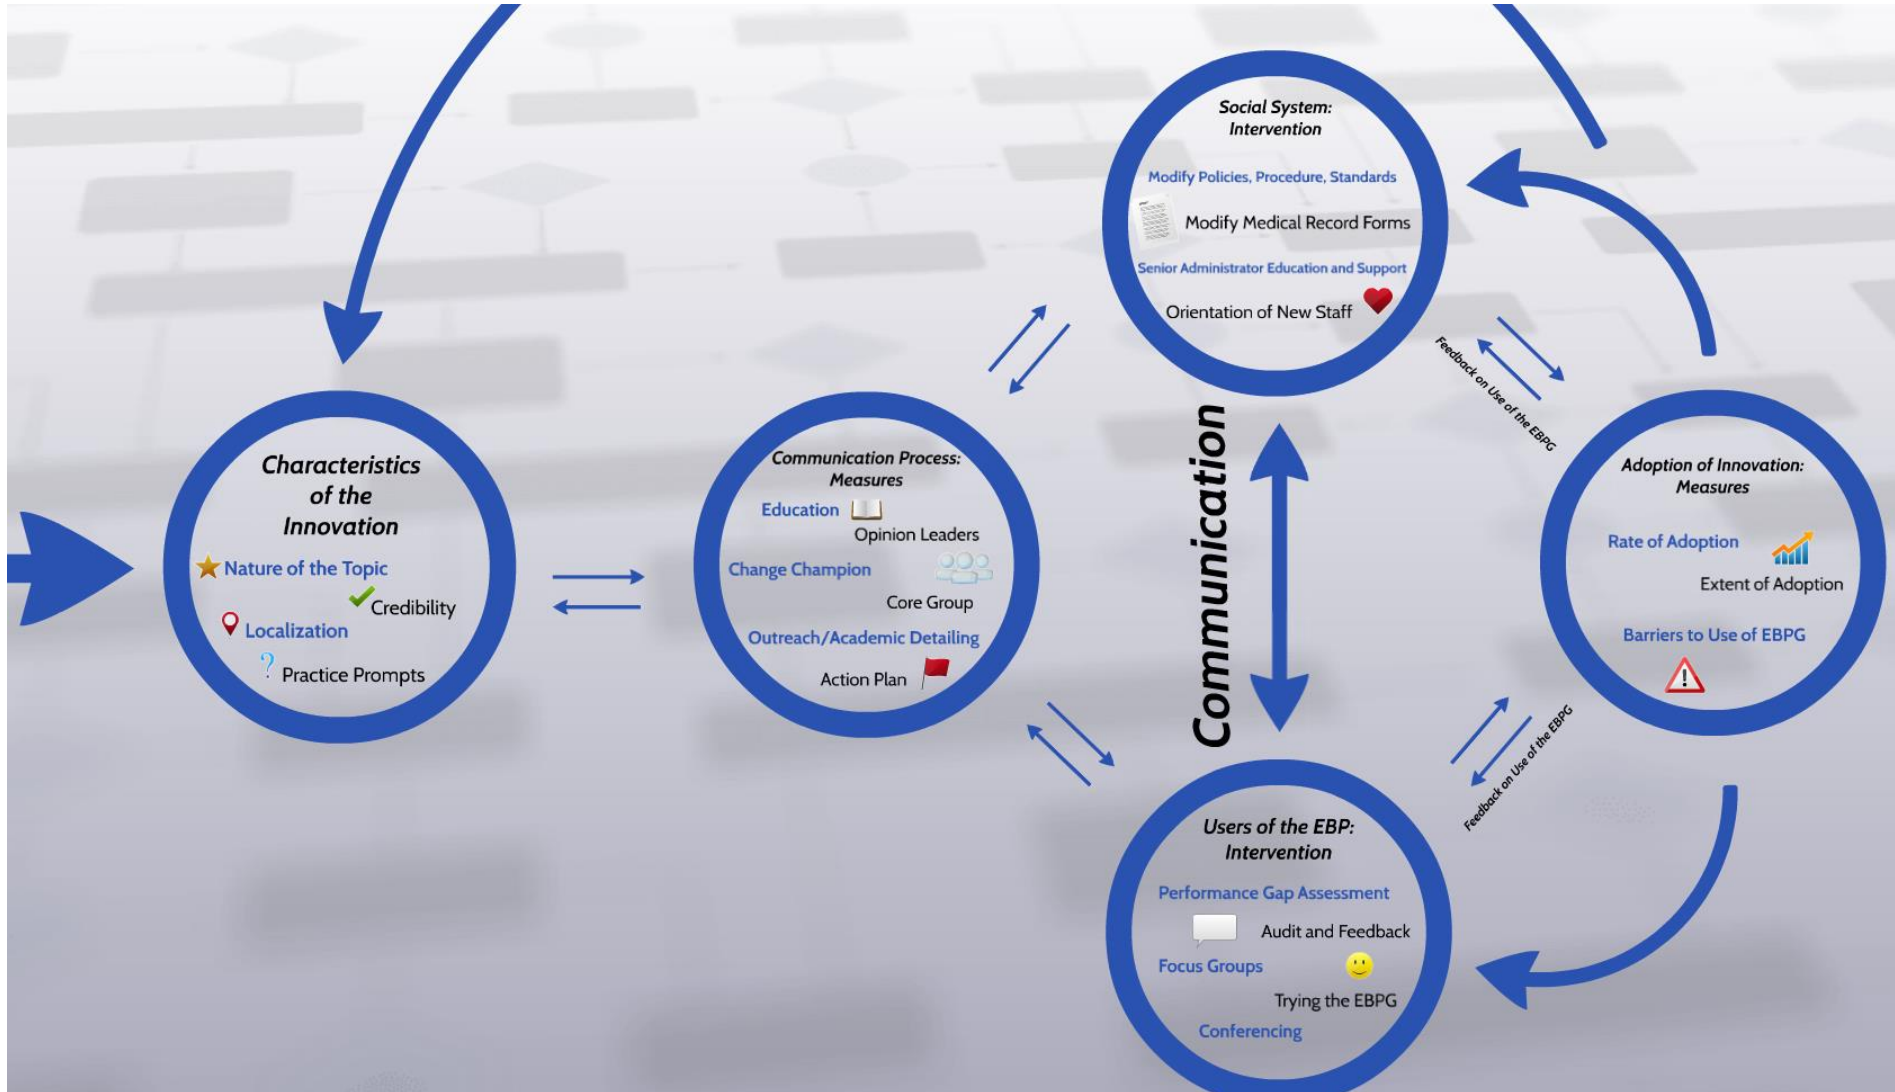 Characteristics
of the
Innovation
Nature of the Topic
Credibility
Localization
Practice Prompts
Communication Process:
Measures
Education
Opinion Leaders
Change Champion
Core Group
Outreach/Academic Detailing
Action Plan
Social System:
Intervention
Modify Policies, Procedure, Standards
Modify Medical Record Forms
Senior Administrator Education and Support
Orientation of New Staff
Communication
Users of the EBP:
Intervention
Performance Gap Assessment
Audit and Feedback
Focus Groups
Trying the EBPG
Conferencing
Feedback on Use of the EBPG
Feedback on Use of the EBPG
Adoption of Innovation:
Measures
Rate of Adoption
Extent of Adoption
Barriers to Use of EBPG